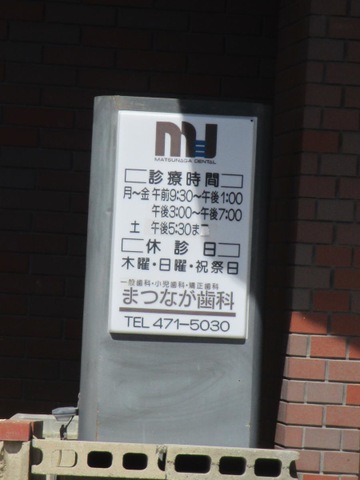 MJ
MATSUNAGA DENTAL
診療時間
月～金 午前9:30～午後1:00
午後3:00～午後7:00
土 午後5:30まで
休診日
木曜・日曜・祝祭日
一般歯科・小児歯科・矯正歯科
まつなが歯科
TEL 471-5030